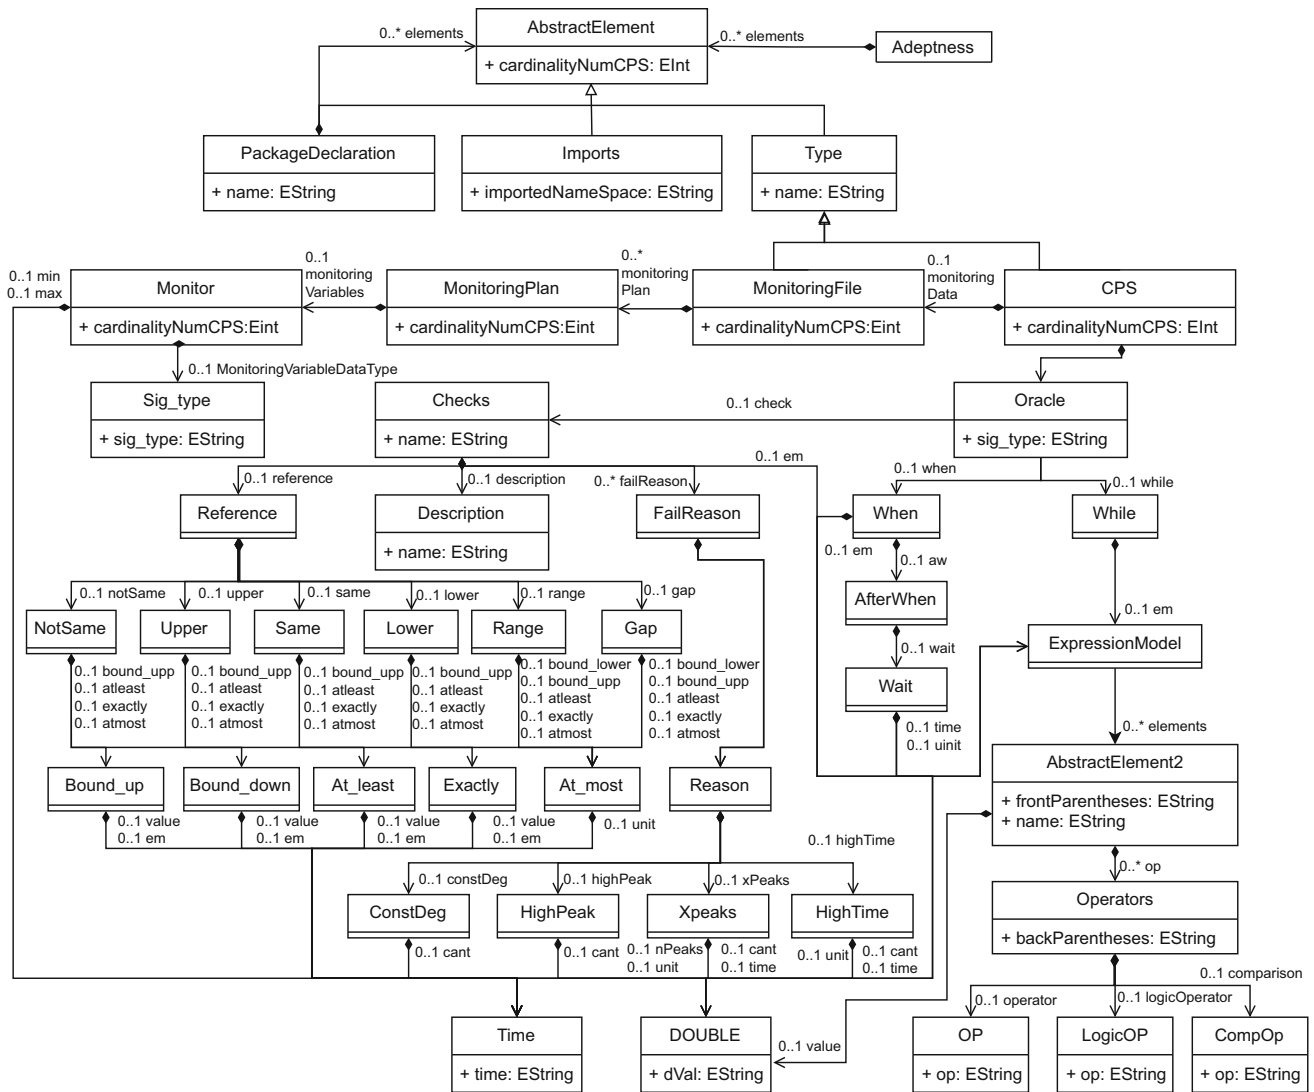 AbstractElement
+ cardinalityNumCPS: EInt
0..* elements
0..* elements
Adeptness
PackageDeclaration
+ name: EString
Imports
+ importedNameSpace: EString
Type
+ name: EString
0..1 min
0..1 max
Monitor
+ cardinalityNumCPS:Eint
0..1
monitoring
Variables
MonitoringPlan
+ cardinalityNumCPS:Eint
0..*
monitoring
Plan
MonitoringFile
+ cardinalityNumCPS:Eint
0..1
monitoring
Data
CPS
+ cardinalityNumCPS: EInt
0..1 MonitoringVariableDataType
Sig_type
+ sig_type: EString
Checks
+ name: EString
0..1 check
Oracle
+ sig_type: EString
0..1 reference
0..1 description
0..* failReason
0..1 em
0..1 when
0..1 while
Reference
Description
+ name: EString
FailReason
When
While
0..1 em
0..1 aw
AfterWhen
0..1 wait
Wait
0..1 time
0..1 uinit
0..1 em
ExpressionModel
0..* elements
0..1 notSame
0..1 upper
0..1 same
0..1 lower
0..1 range
0..1 gap
NotSame
Upper
Same
Lower
Range
Gap
0..1 bound_upp
0..1 atleast
0..1 exactly
0..1 atmost
0..1 bound_upp
0..1 atleast
0..1 exactly
0..1 atmost
0..1 bound_upp
0..1 atleast
0..1 exactly
0..1 atmost
0..1 bound_upp
0..1 atleast
0..1 exactly
0..1 atmost
0..1 bound_lower
0..1 bound_upp
0..1 atleast
0..1 exactly
0..1 atmost
0..1 bound_lower
0..1 bound_upp
0..1 atleast
0..1 exactly
0..1 atmost
Bound_up
Bound_down
At_least
Exactly
At_most
Reason
AbstractElement2
+ frontParentheses: EString
+ name: EString
0..1 value
0..1 em
0..1 value
0..1 em
0..1 value
0..1 em
0..1 value
0..1 em
0..1 unit
0..1 highTime
0..* op
0..1 constDeg
0..1 highPeak
0..1 xPeaks
ConstDeg
HighPeak
Xpeaks
HighTime
Operators
+ backParentheses: EString
0..1 cant
0..1 cant
0..1 nPeaks
0..1 unit
0..1 cant
0..1 time
0..1 unit
0..1 cant
0..1 time
0..1 comparison
0..1 operator
0..1 logicOperator
Time
+ time: EString
DOUBLE
+ dVal: EString
0..1 value
OP
+ op: EString
LogicOP
+ op: EString
CompOp
+ op: EString